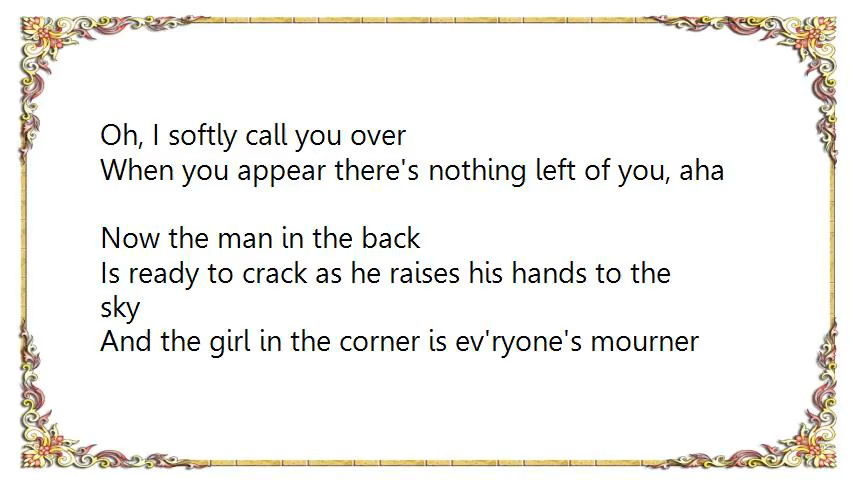 Oh, I softly call you over
When you appear there's nothing left of you, aha

Now the man in the back
Is ready to crack as he raises his hands to the
sky
And the girl in the corner is ev'ryone's mourner